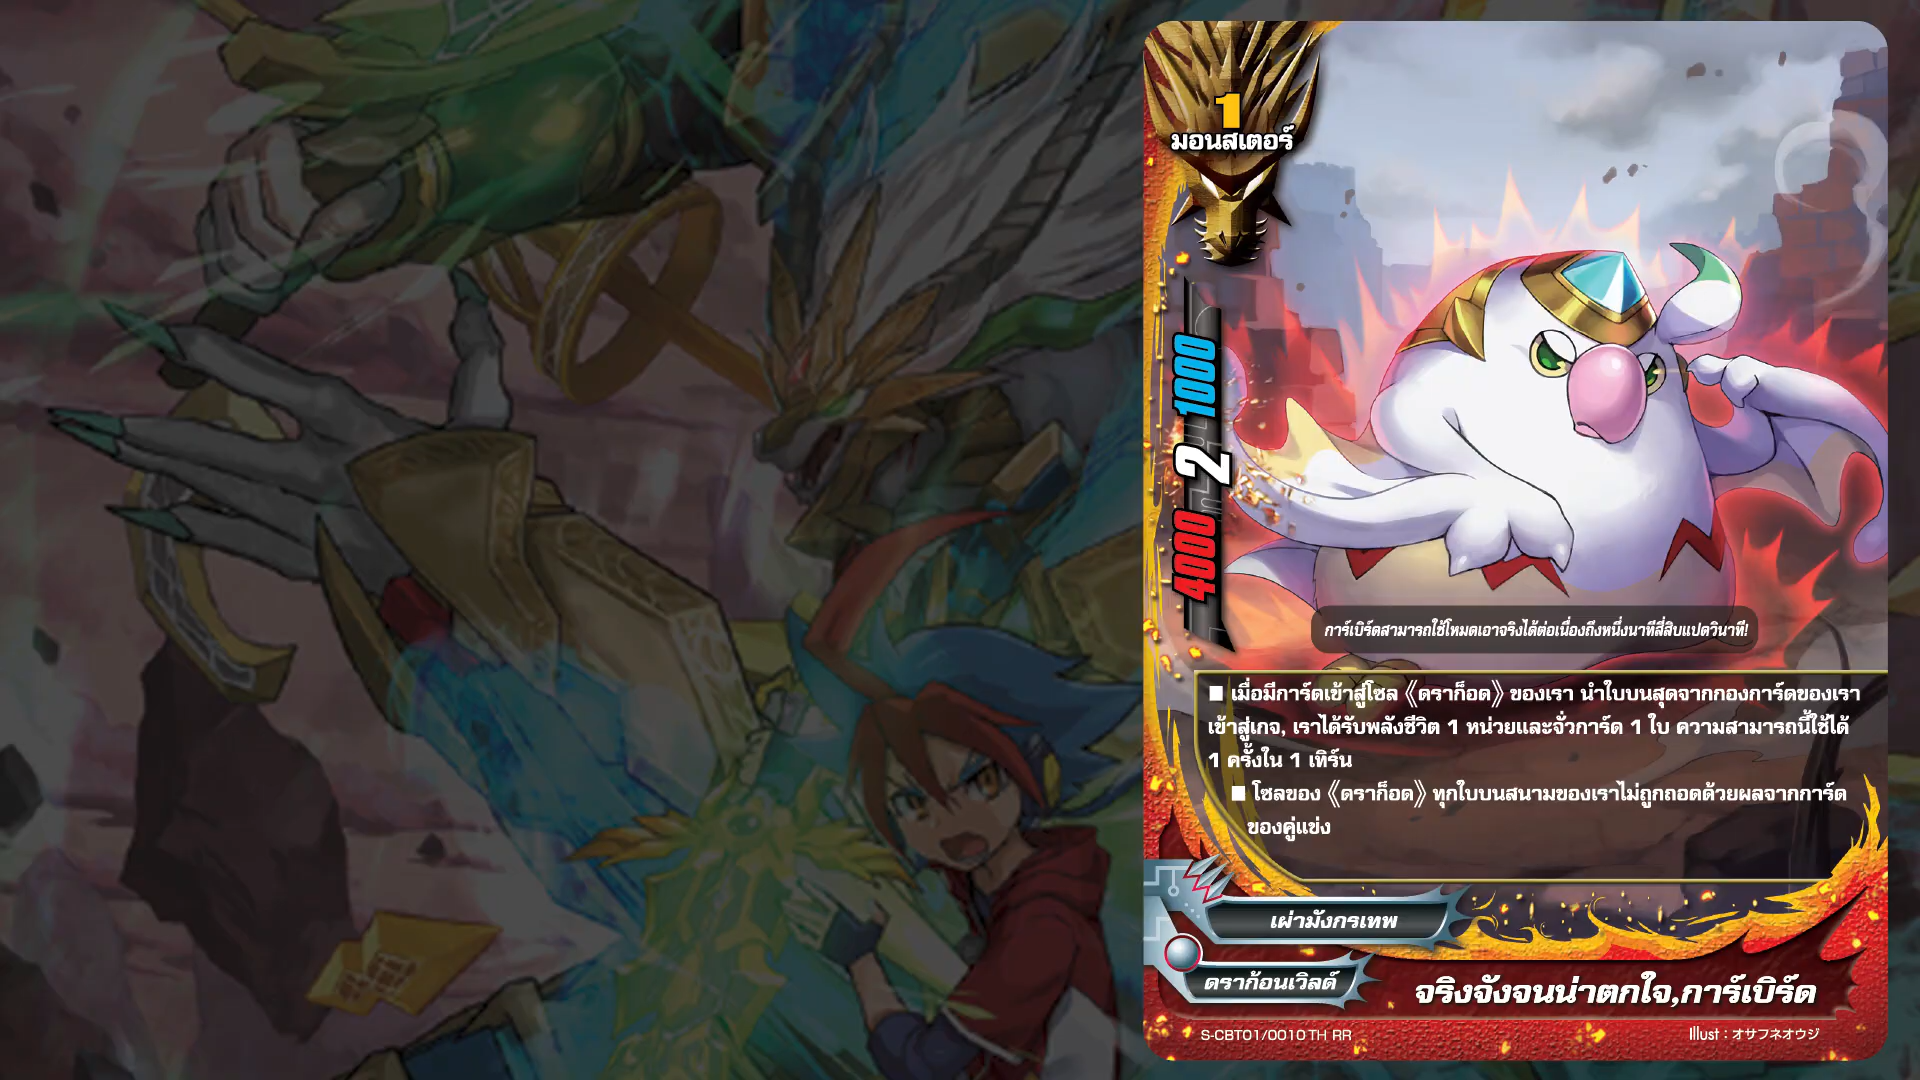 1
มอนสเตอร์
1000
2
4000
การ์เบิร์ดสามารถใช้โหมดเอาจริงได้ต่อเนื่องถึงหนึ่งนาทีสี่สิบแปดวินาที!
■ เมื่อมีการ์ดเข้าสู่โซล 《ดราก็อด》 ของเรา นำใบบนสุดจากกองการ์ดของเรา
เข้าสู่เกจ, เราได้รับพลังชีวิต 1 หน่วยและจั่วการ์ด 1 ใบ ความสามารถนี้ใช้ได้
1 ครั้งใน 1 เทิร์น
■ โซลของ 《ดราก็อด》 ทุกใบบนสนามของเราไม่ถูกถอดด้วยผลจากการ์ด
ของคู่แข่ง
เผ่ามังกรเทพ
ดราก้อนเวิลด์
จริงจังจนน่าตกใจ,การ์เบิร์ด
S-CBT01/0010TH RR
Illust : オサフネオウジ